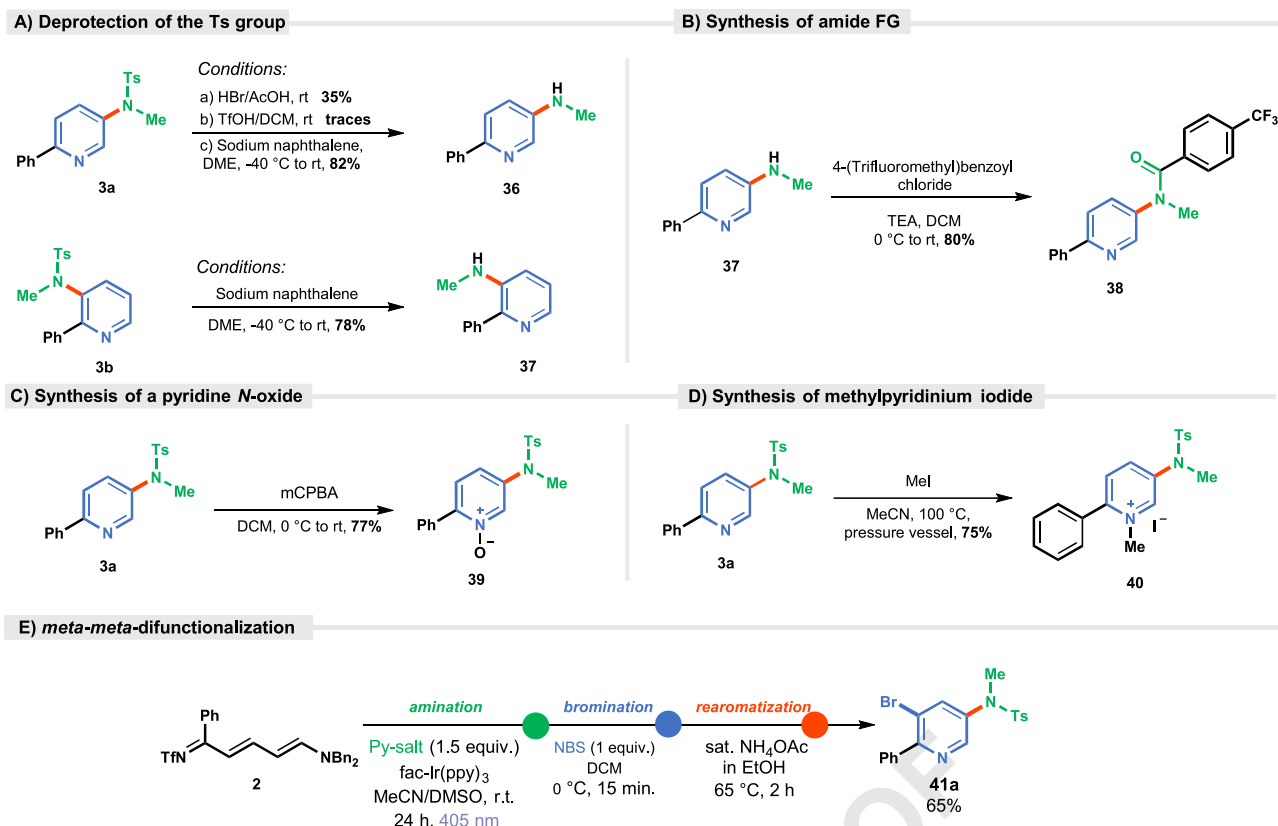 A) Deprotection of the Ts group
Ts
N
Me
Ph
N
3a
Conditions:
a) HBr/AcOH, rt 35%
b) TfOH/DCM, rt traces
c) Sodium naphthalene,
DME, -40 °C to rt, 82%
H
N
Me
Ph
N
36
Ts
N
Me
Ph
N
3b
Conditions:
Sodium naphthalene
DME, -40 °C to rt, 78%
H
N
Me
Ph
N
37
B) Synthesis of amide FG
H
N
Me
Ph
N
37
4-(Trifluoromethyl)benzoyl
chloride
TEA, DCM
0 °C to rt, 80%
CF3
O
N
Me
Ph
N
38
C) Synthesis of a pyridine N-oxide
Ts
N
Me
Ph
N
3a
mCPBA
DCM, 0 °C to rt, 77%
Ts
N
Me
Ph
N
+
O
−
39
D) Synthesis of methylpyridinium iodide
Ts
N
Me
Ph
N
3a
MeI
MeCN, 100 °C,
pressure vessel, 75%
Ts
N
Me
N
+
I−
Me
40
E) meta-meta-difunctionalization
Ph
TfN
NBn2
2
amination
Py-salt (1.5 equiv.)
fac-Ir(ppy)3
MeCN/DMSO, r.t.
24 h, 405 nm
bromination
NBS (1 equiv.)
DCM
0 °C, 15 min.
rearomatization
sat. NH4OAc
in EtOH
65 °C, 2 h
Me
Br
N
Ts
Ph
N
41a
65%